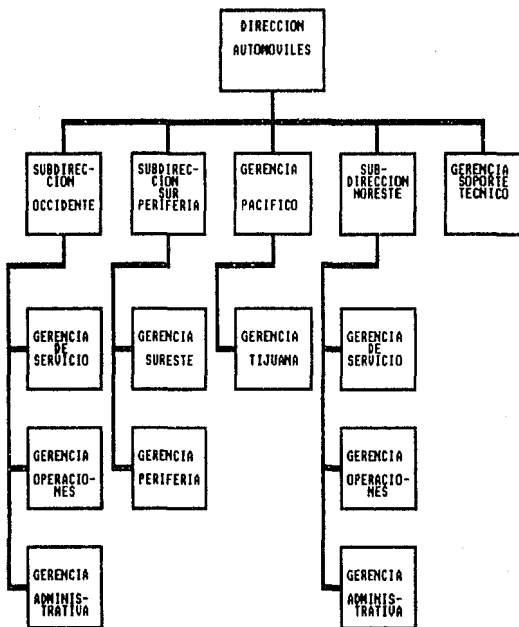 DIRECCION
AUTOMOVILES
SUBDIREC-
CION
OCCIDENTE
SUBDIREC-
CION
SUR
PERIFERIA
GERENCIA
PACIFICO
SUB-
DIRECCION
NORESTE
GERENCIA
SOPORTE
TECNICO
GERENCIA
DE
SERVICIO
GERENCIA
SURESTE
GERENCIA
TIJUANA
GERENCIA
DE
SERVICIO
GERENCIA
OPERACIO-
NES
GERENCIA
PERIFERIA
GERENCIA
OPERACIO-
NES
GERENCIA
ADMINIS-
TRATIVA
GERENCIA
ADMINIS-
TRATIVA